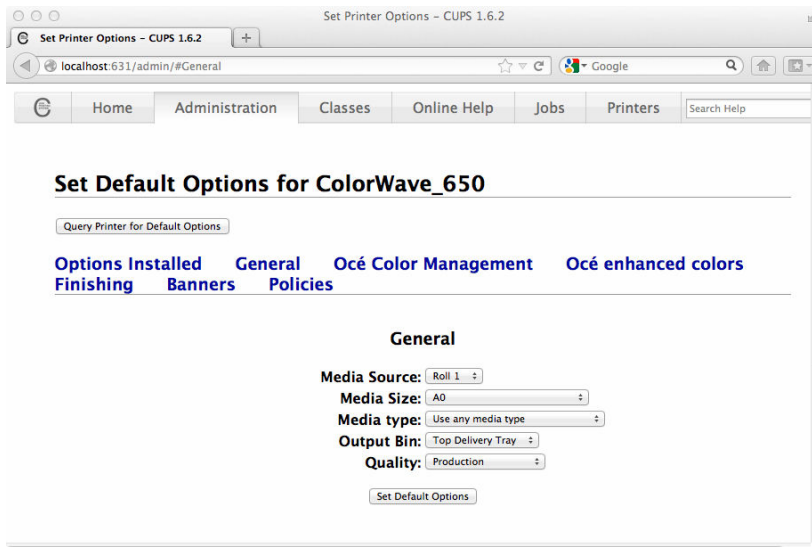 Set Printer Options – CUPS 1.6.2
Set Printer Options – CUPS 1.6.2 +
localhost:631/admin/#General Google
Home Administration Classes Online Help Jobs Printers Search Help
Set Default Options for ColorWave_650
Query Printer for Default Options
Options Installed General Océ Color Management Océ enhanced colors
Finishing Banners Policies
General
Media Source: Roll 1
Media Size: A0
Media type: Use any media type
Output Bin: Top Delivery Tray
Quality: Production
Set Default Options